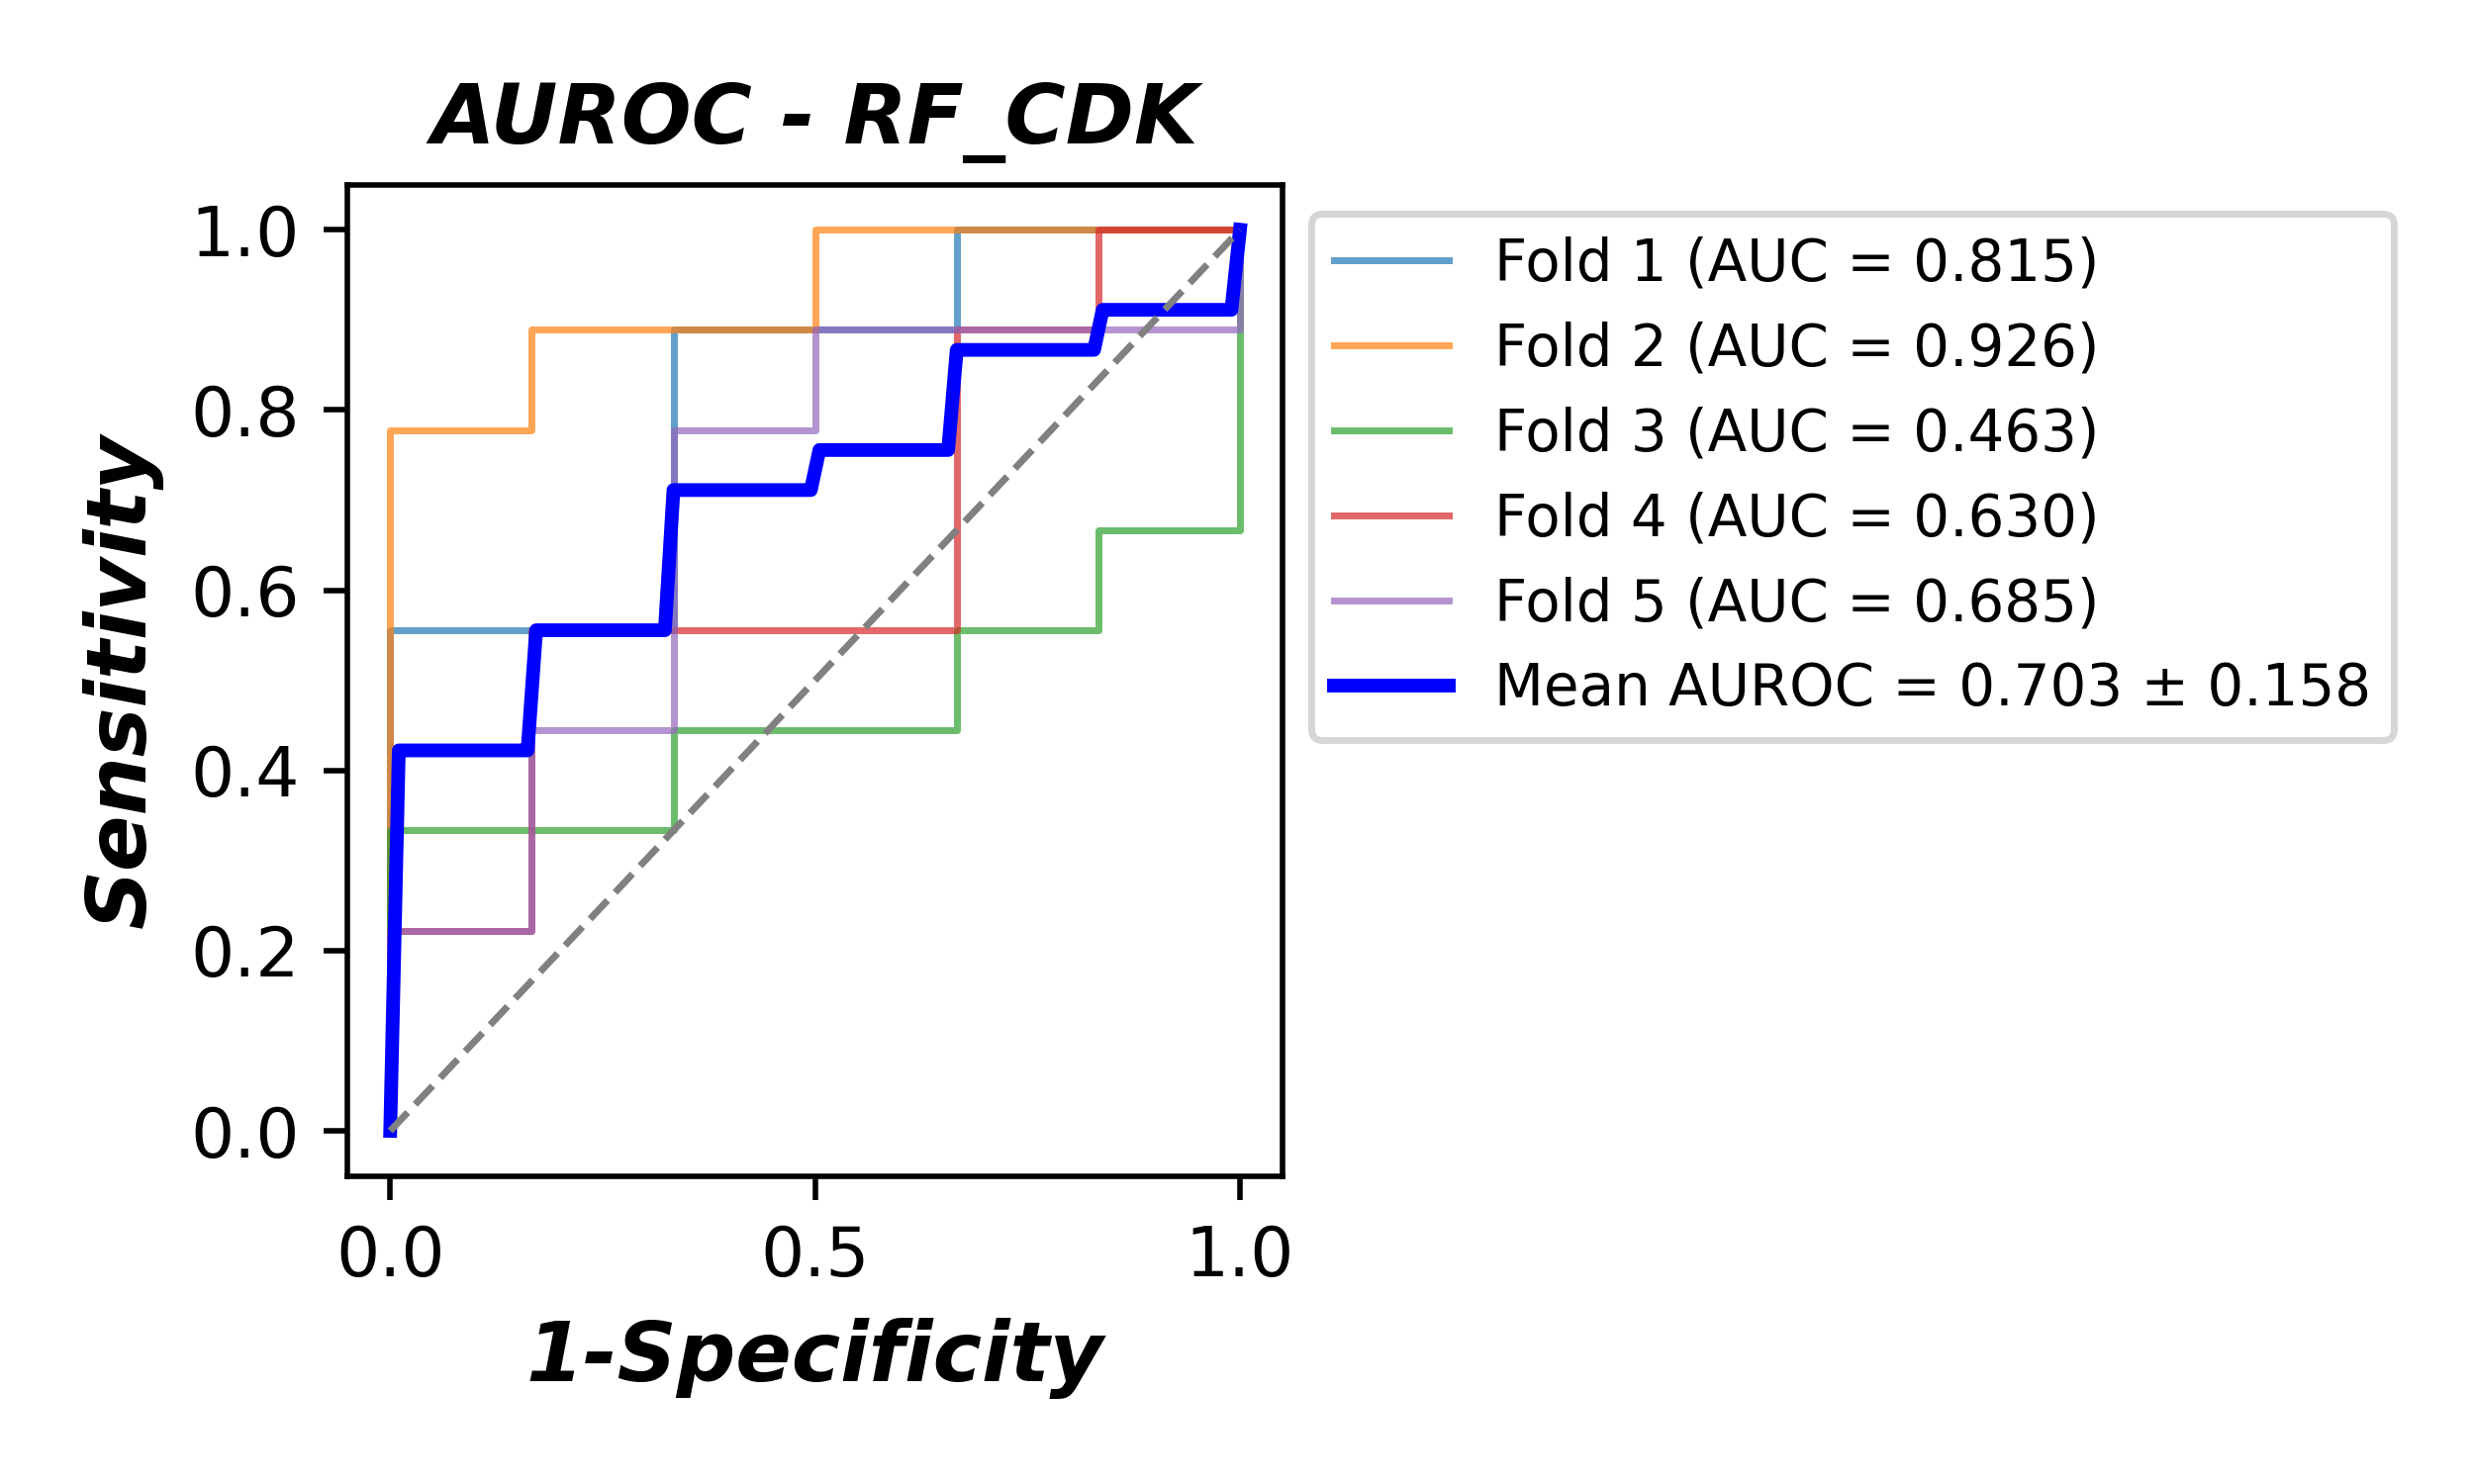 AUROC - RF_CDK
Sensitivity
1.0
0.8
0.6
0.4
0.2
0.0
0.0 0.5 1.0
1-Specificity
Fold 1 (AUC = 0.815)
Fold 2 (AUC = 0.926)
Fold 3 (AUC = 0.463)
Fold 4 (AUC = 0.630)
Fold 5 (AUC = 0.685)
Mean AUROC = 0.703 ± 0.158